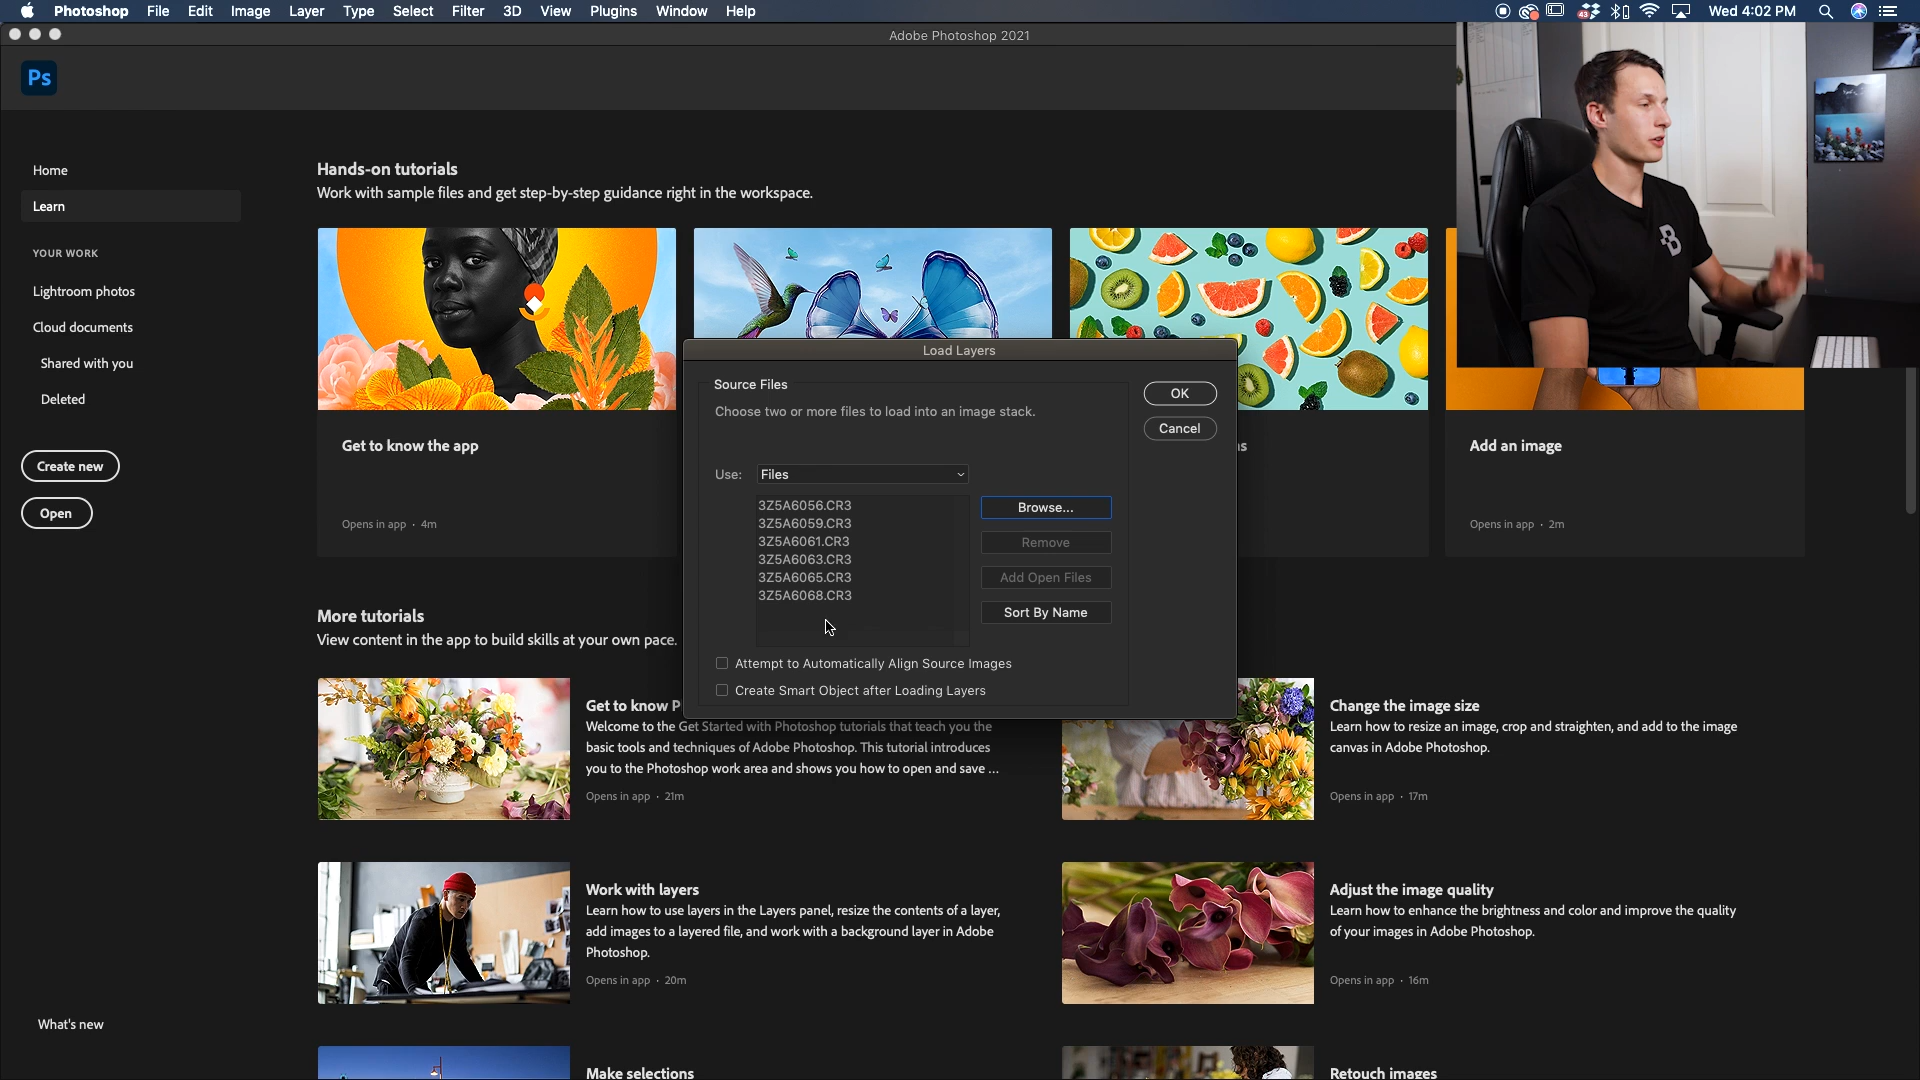 Photoshop File Edit Image Layer Type Select Filter 3D View Plugins Window Help
43 Wed 4:02 PM
Adobe Photoshop 2021
Ps
Home
Learn
YOUR WORK
Lightroom photos
Cloud documents
Shared with you
Deleted
Create new
Open
What's new
Hands-on tutorials
Work with sample files and get step-by-step guidance right in the workspace.
Get to know the app
Opens in app · 4m
Add an image
Opens in app · 2m
Load Layers
Source Files
Choose two or more files to load into an image stack.
OK
Cancel
Use: Files
3Z5A6056.CR3
3Z5A6059.CR3
3Z5A6061.CR3
3Z5A6063.CR3
3Z5A6065.CR3
3Z5A6068.CR3
Browse...
Remove
Add Open Files
Sort By Name
Attempt to Automatically Align Source Images
Create Smart Object after Loading Layers
More tutorials
View content in the app to build skills at your own pace.
Get to know P
Welcome to the Get Started with Photoshop tutorials that teach you the
basic tools and techniques of Adobe Photoshop. This tutorial introduces
you to the Photoshop work area and shows you how to open and save ...
Opens in app · 21m
Change the image size
Learn how to resize an image, crop and straighten, and add to the image
canvas in Adobe Photoshop.
Opens in app · 17m
Work with layers
Learn how to use layers in the Layers panel, resize the contents of a layer,
add images to a layered file, and work with a background layer in Adobe
Photoshop.
Opens in app · 20m
Adjust the image quality
Learn how to enhance the brightness and color and improve the quality
of your images in Adobe Photoshop.
Opens in app · 16m
Make selections
Retouch images